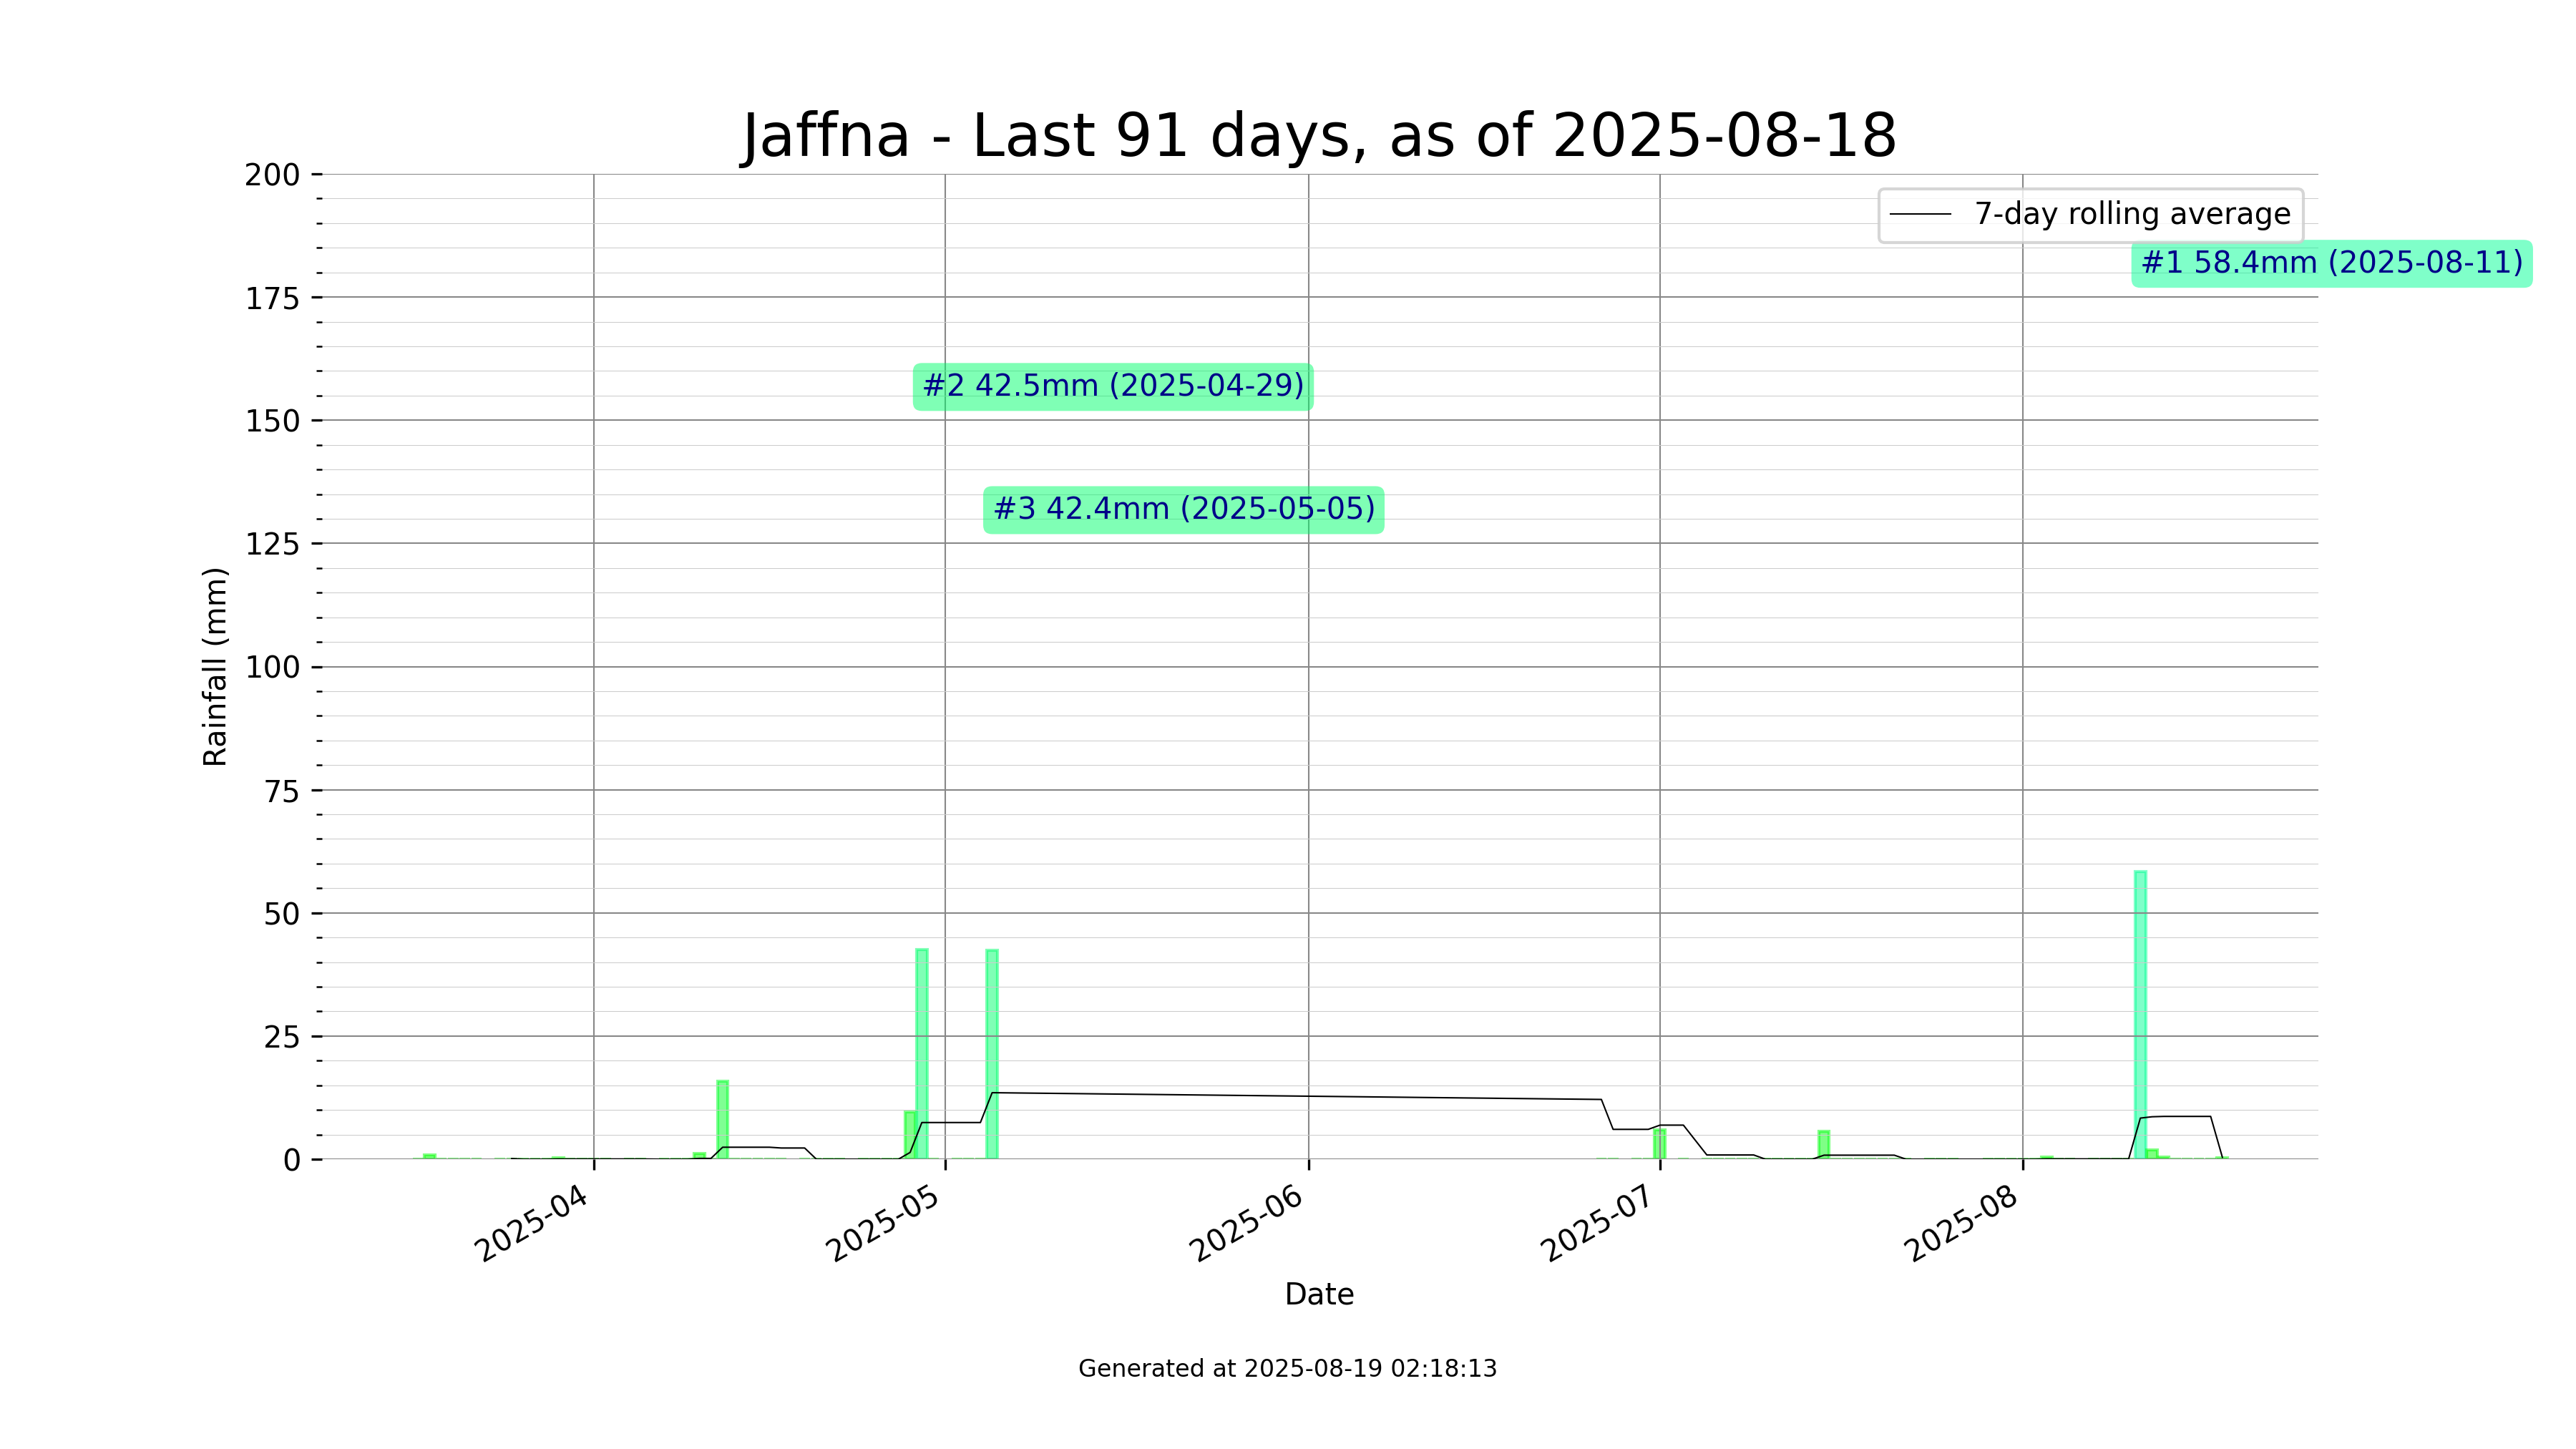 Jaffna - Last 91 days, as of 2025-08-18
200
175
150
125
100
75
50
25
0
Rainfall (mm)
7-day rolling average
#1 58.4mm (2025-08-11)
#2 42.5mm (2025-04-29)
#3 42.4mm (2025-05-05)
2025-04
2025-05
2025-06
2025-07
2025-08
Date
Generated at 2025-08-19 02:18:13